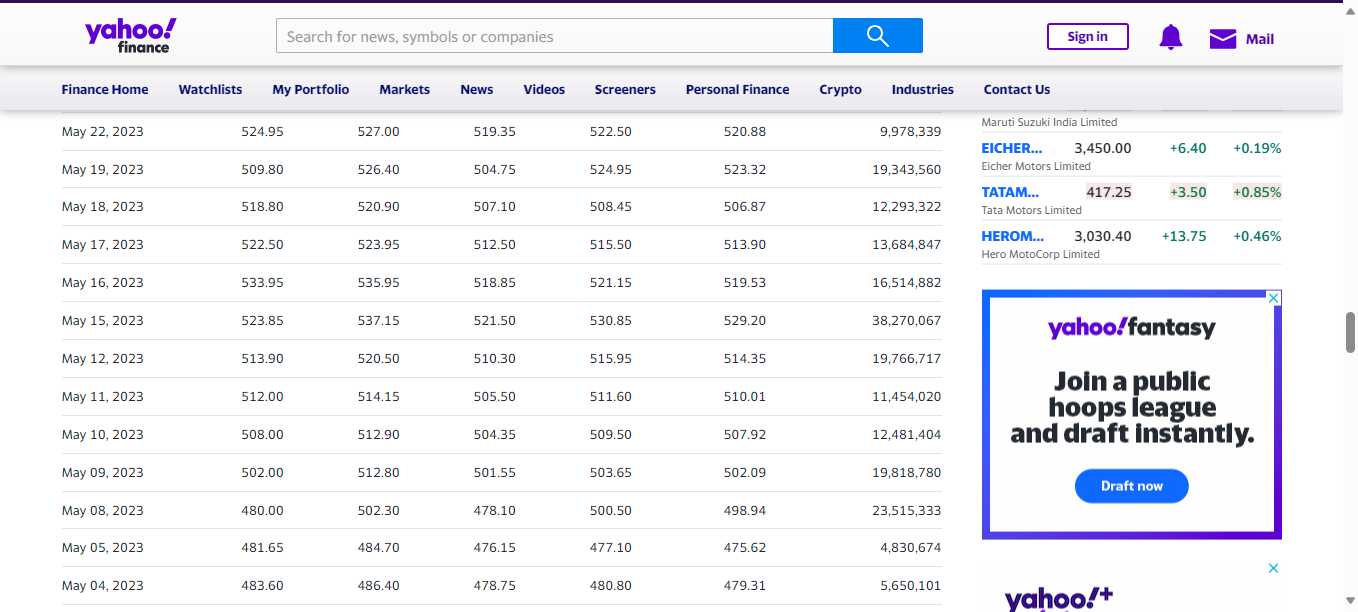 yahoo!
finance
Search for news, symbols or companies
Sign in
Mail
Finance Home Watchlists My Portfolio Markets News Videos Screeners Personal Finance Crypto Industries Contact Us
May 22, 2023 524.95 527.00 519.35 522.50 520.88 9,978,339
May 19, 2023 509.80 526.40 504.75 524.95 523.32 19,343,560
May 18, 2023 518.80 520.90 507.10 508.45 506.87 12,293,322
May 17, 2023 522.50 523.95 512.50 515.50 513.90 13,684,847
May 16, 2023 533.95 535.95 518.85 521.15 519.53 16,514,882
May 15, 2023 523.85 537.15 521.50 530.85 529.20 38,270,067
May 12, 2023 513.90 520.50 510.30 515.95 514.35 19,766,717
May 11, 2023 512.00 514.15 505.50 511.60 510.01 11,454,020
May 10, 2023 508.00 512.90 504.35 509.50 507.92 12,481,404
May 09, 2023 502.00 512.80 501.55 503.65 502.09 19,818,780
May 08, 2023 480.00 502.30 478.10 500.50 498.94 23,515,333
May 05, 2023 481.65 484.70 476.15 477.10 475.62 4,830,674
May 04, 2023 483.60 486.40 478.75 480.80 479.31 5,650,101
Maruti Suzuki India Limited
EICHER... 3,450.00 +6.40 +0.19%
Eicher Motors Limited
TATAM... 417.25 +3.50 +0.85%
Tata Motors Limited
HEROM... 3,030.40 +13.75 +0.46%
Hero MotoCorp Limited
yahoo!fantasy
Join a public
hoops league
and draft instantly.
Draft now
yahoo!+